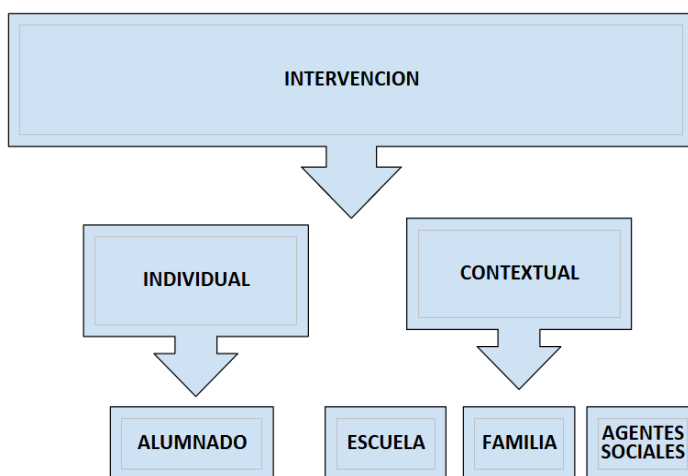 INTERVENCION
INDIVIDUAL
CONTEXTUAL
ALUMNADO
ESCUELA
FAMILIA
AGENTES
SOCIALES